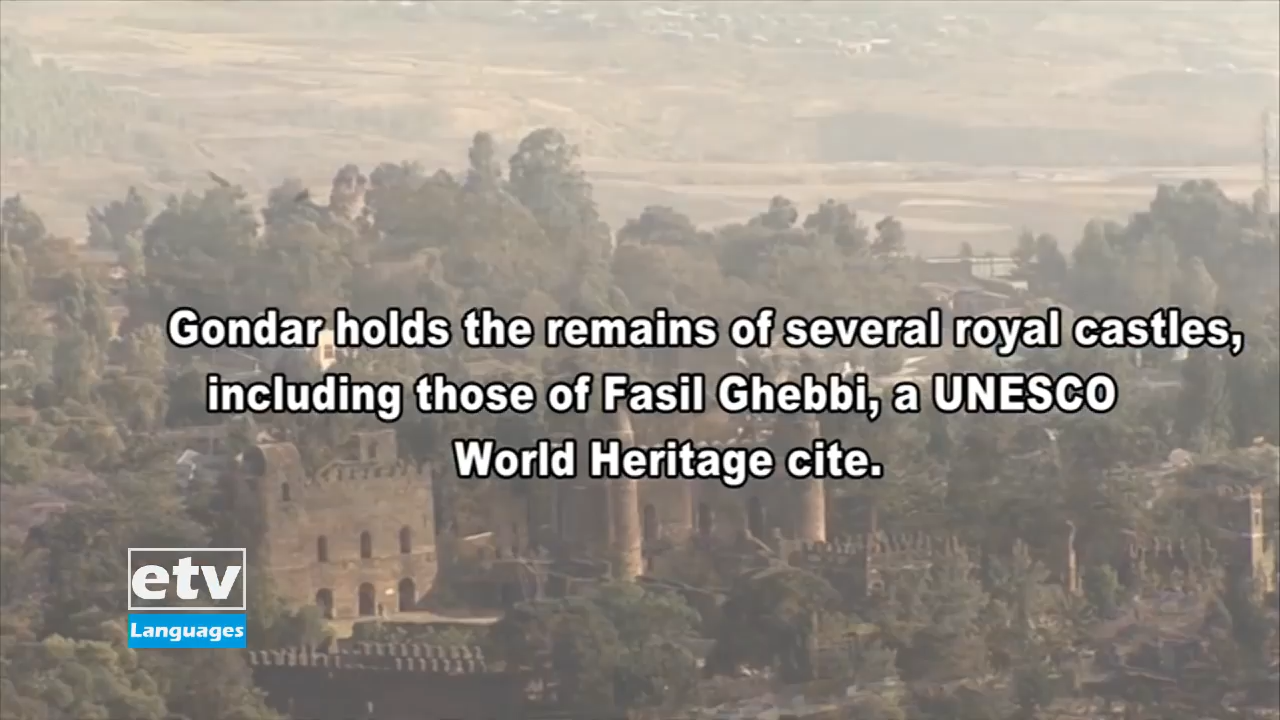 Gondar holds the remains of several royal castles,
including those of Fasil Ghebbi, a UNESCO
World Heritage cite.
etv
Languages